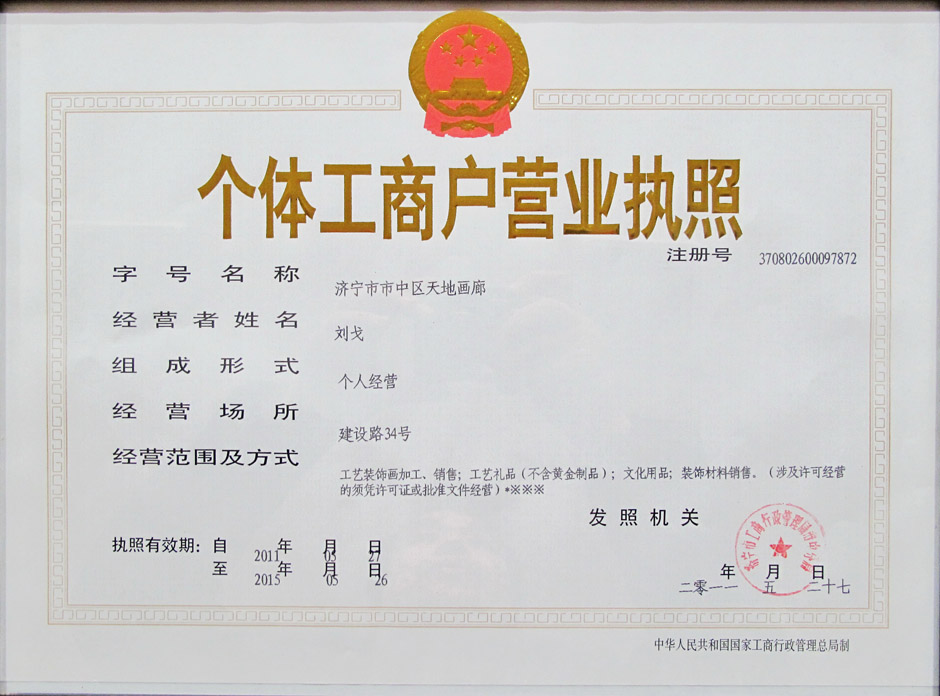 个体工商户营业执照
注册号 370802600097872
字号名称 济宁市市中区天地画廊
经营者姓名 刘戈
组成形式 个人经营
经营场所 建设路34号
经营范围及方式
工艺装饰画加工、销售；工艺礼品（不含黄金制品）；文化用品；装饰材料销售。（涉及许可经营
的须凭许可证或批准文件经营）*※※※
发照机关
执照有效期：自 2011 年 05 月 27 日
至 2015 年 05 月 26 日
二零一一 年 五 月 二十七 日
中华人民共和国国家工商行政管理总局制